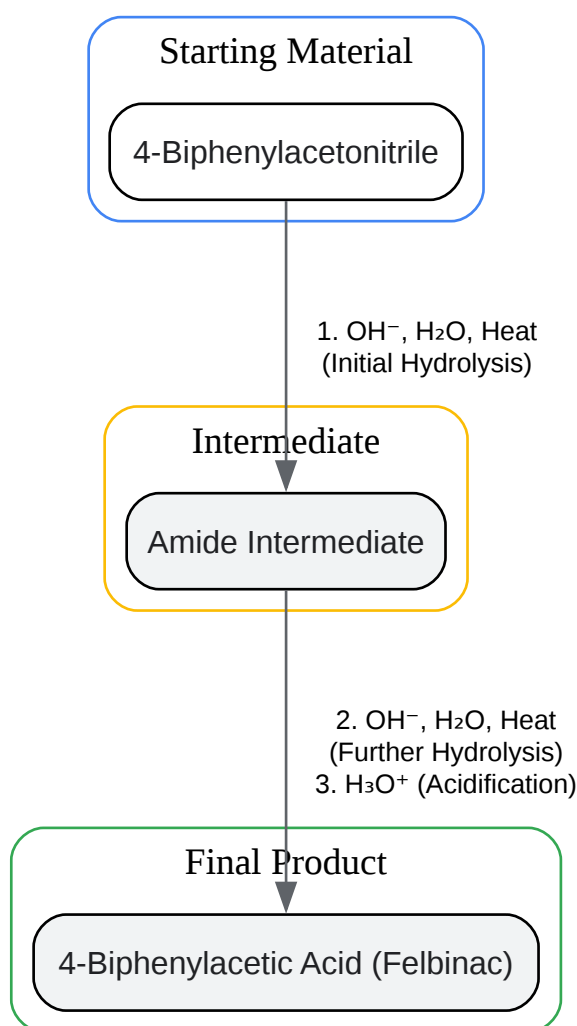 Starting Material
4-Biphenylacetonitrile
1. OH⁻, H₂O, Heat
(Initial Hydrolysis)
Intermediate
Amide Intermediate
2. OH⁻, H₂O, Heat
(Further Hydrolysis)
3. H₃O⁺ (Acidification)
Final Product
4-Biphenylacetic Acid (Felbinac)